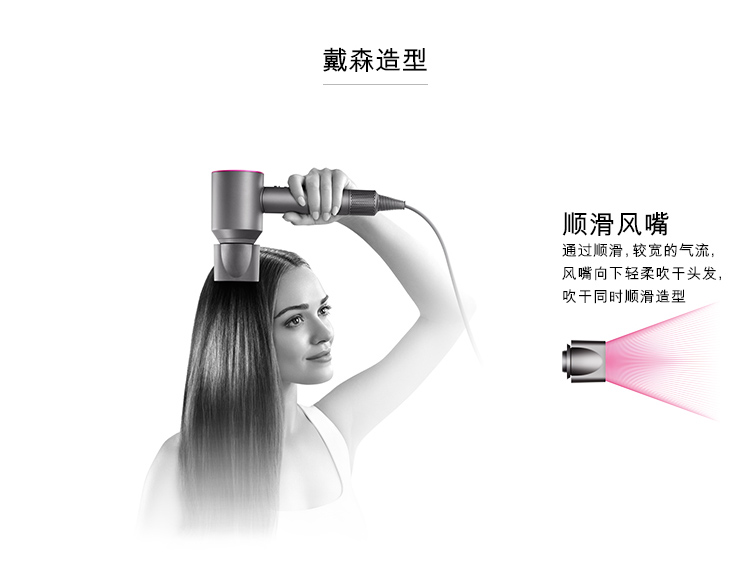 戴森造型
顺滑风嘴
通过顺滑，较宽的气流，
风嘴向下轻柔吹干头发，
吹干同时顺滑造型